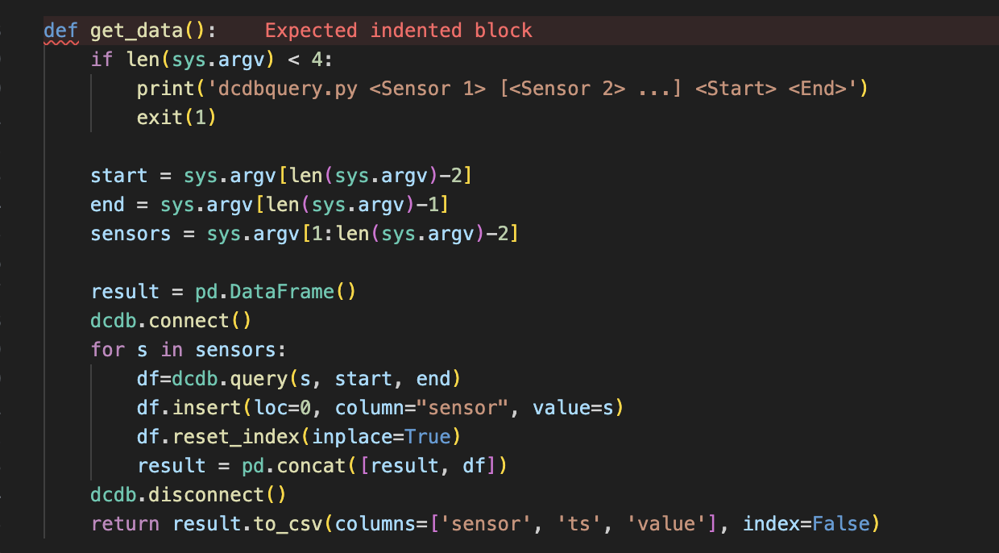 def get_data():    Expected indented block
    if len(sys.argv) < 4:
        print('dcdbquery.py <Sensor 1> [<Sensor 2> ...] <Start> <End>')
        exit(1)

    start = sys.argv[len(sys.argv)-2]
    end = sys.argv[len(sys.argv)-1]
    sensors = sys.argv[1:len(sys.argv)-2]

    result = pd.DataFrame()
    dcdb.connect()
    for s in sensors:
        df=dcdb.query(s, start, end)
        df.insert(loc=0, column="sensor", value=s)
        df.reset_index(inplace=True)
        result = pd.concat([result, df])
    dcdb.disconnect()
    return result.to_csv(columns=['sensor', 'ts', 'value'], index=False)